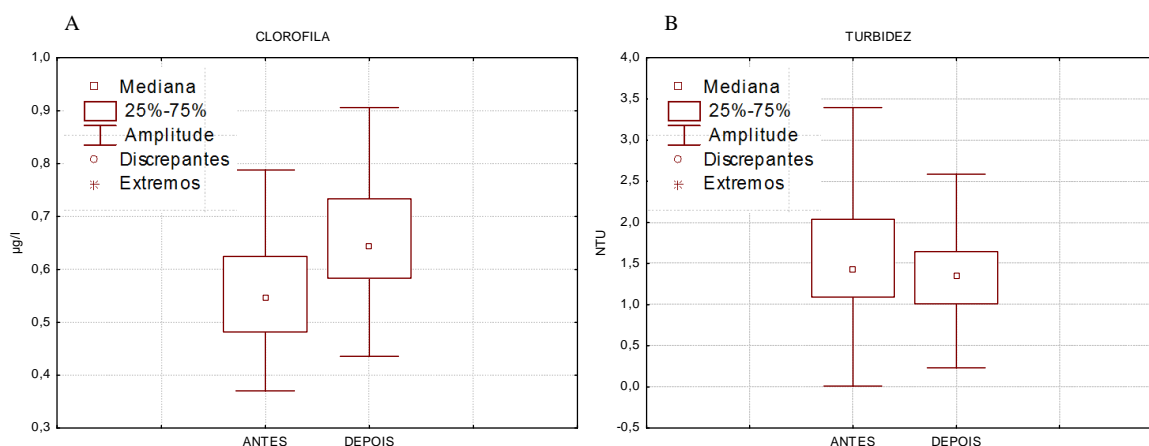 A
CLOROFILA
1,0
0,9
0,8
0,7
0,6
0,5
0,4
0,3
µg/l
Mediana
25%-75%
Amplitude
Discrepantes
Extremos
ANTES DEPOIS
B
TURBIDEZ
4,0
3,5
3,0
2,5
2,0
1,5
1,0
0,5
0,0
-0,5
NTU
Mediana
25%-75%
Amplitude
Discrepantes
Extremos
ANTES DEPOIS